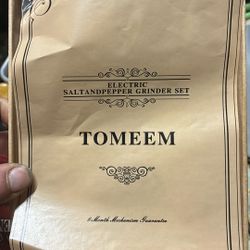 ELECTRIC
SALTANDPEPPER GRINDER SET
TOMEEM
6 Month Mechanism Guarantee